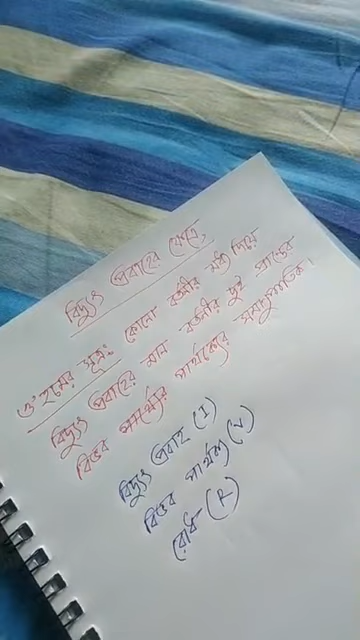 বিদ্যুৎ প্রবাহের ক্ষেত্রে,
ও'হমের সূত্রঃ কোনো বর্তনীর মধ্য দিয়ে
বিদ্যুৎ প্রবাহের মান বর্তনীর দুই প্রান্তের
বিভব পার্থক্যের সমানুপাতিক।
বিদ্যুৎ প্রবাহ (I)
বিভব পার্থক্য (V)
রোধ (R)